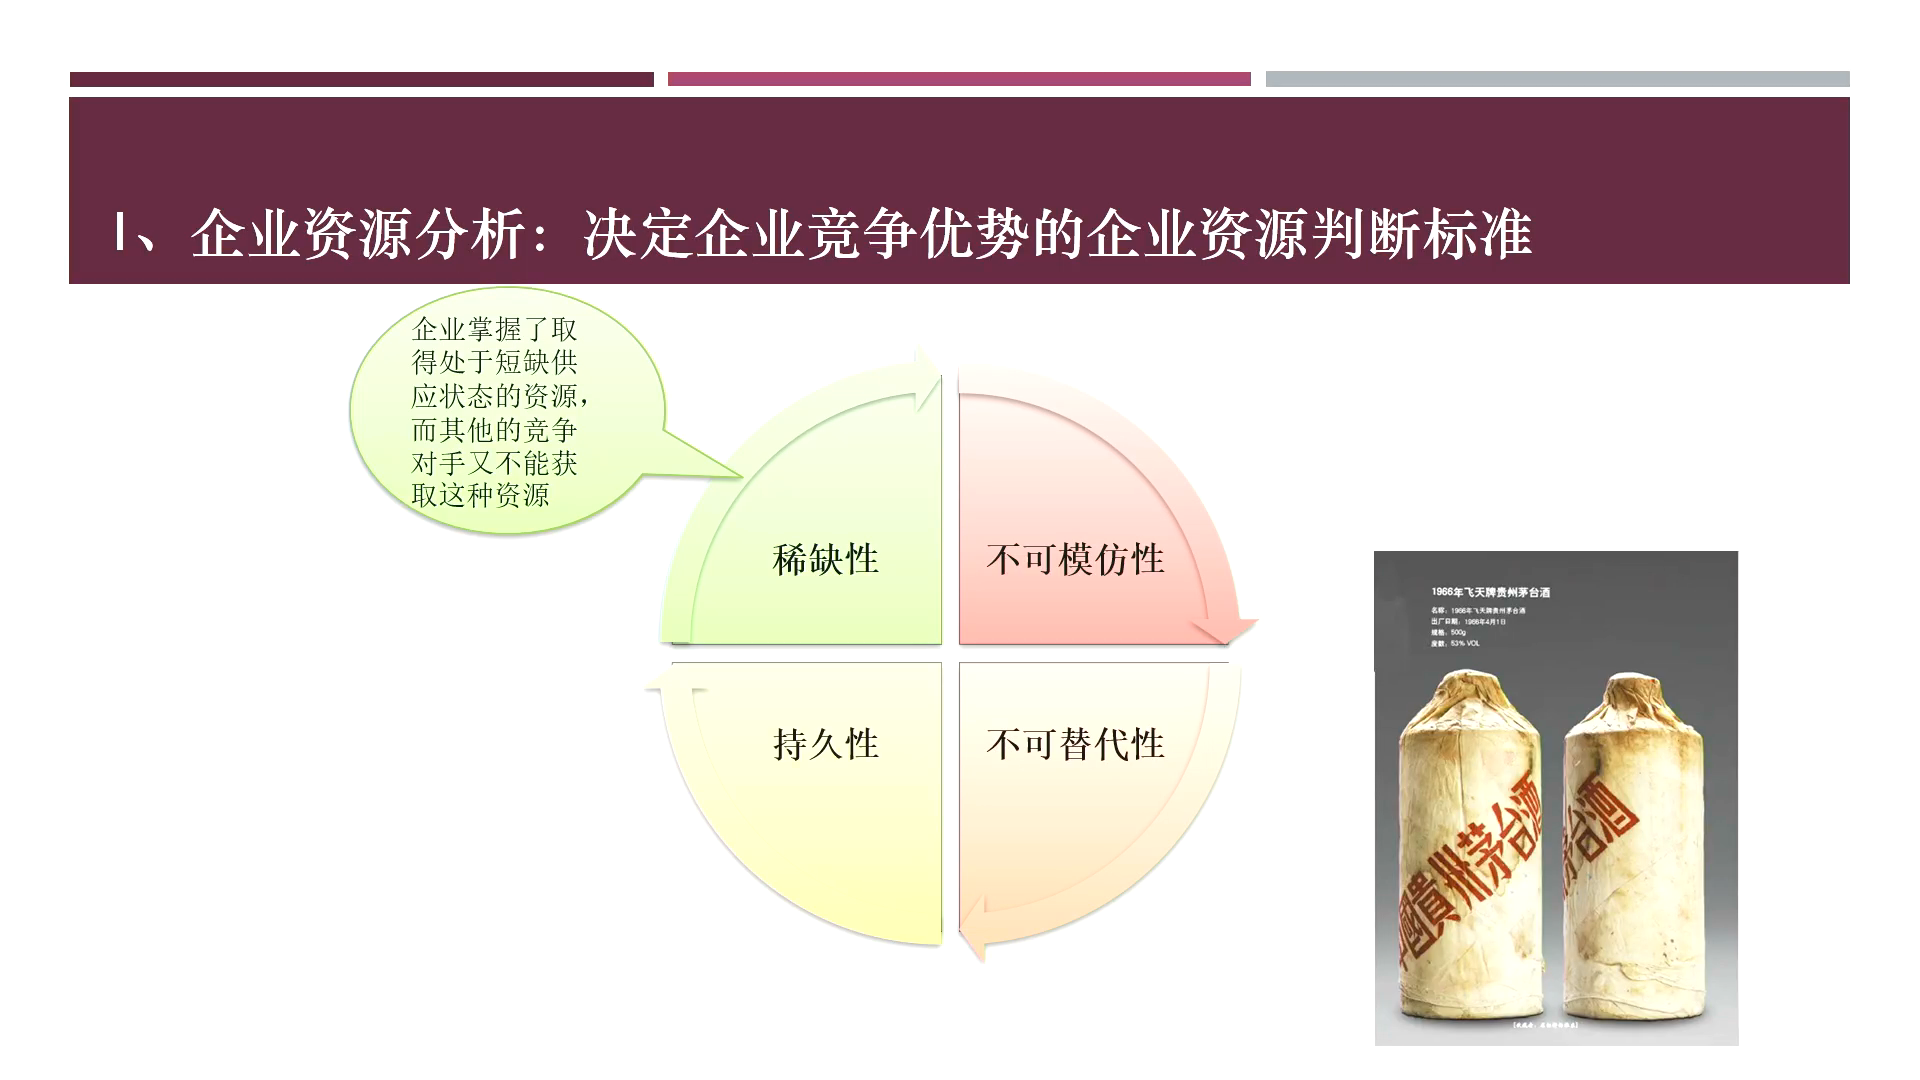 1、企业资源分析：决定企业竞争优势的企业资源判断标准
企业掌握了取
得处于短缺供
应状态的资源，
而其他的竞争
对手又不能获
取这种资源
稀缺性
不可模仿性
持久性
不可替代性
1966年飞天牌贵州茅台酒
名称：1966年飞天牌贵州茅台酒
出厂日期：1966年4月1日
规格：500g
度数：53% VOL
國貴州茅台酒
茅台酒